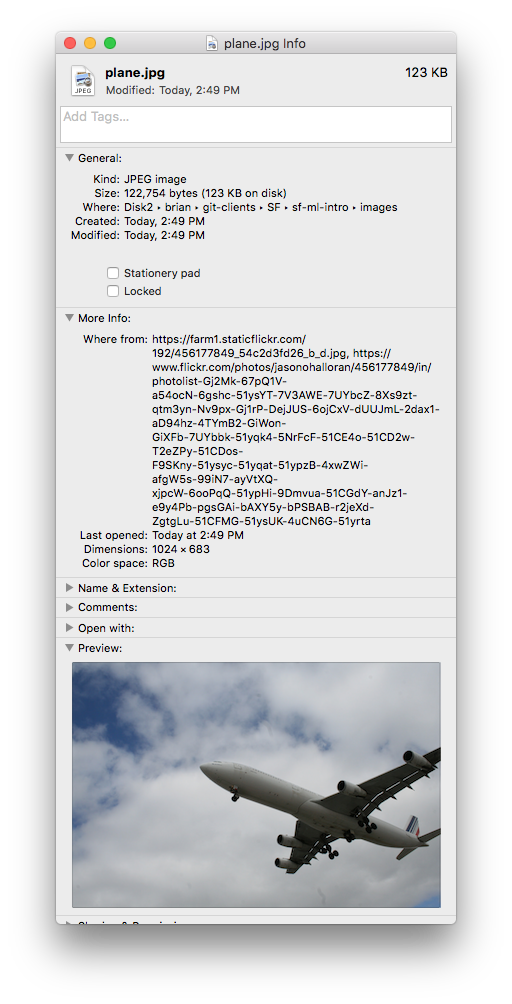 plane.jpg Info
plane.jpg
123 KB
JPEG
Modified: Today, 2:49 PM
Add Tags...
General:
Kind: JPEG image
Size: 122,754 bytes (123 KB on disk)
Where: Disk2 ‣ brian ‣ git-clients ‣ SF ‣ sf-ml-intro ‣ images
Created: Today, 2:49 PM
Modified: Today, 2:49 PM
Stationery pad
Locked
More Info:
Where from: https://farm1.staticflickr.com/
192/456177849_54c2d3fd26_b_d.jpg, https://
www.flickr.com/photos/jasonohalloran/456177849/in/
photolist-Gj2Mk-67pQ1V-
a54ocN-6gshc-51ysYT-7V3AWE-7UYbcZ-8Xs9zt-
qtm3yn-Nv9px-Gj1rP-DejJUS-6ojCxV-dUUJmL-2dax1-
aD94hz-4TYmB2-GiWon-
GiXFb-7UYbbk-51yqk4-5NrFcF-51CE4o-51CD2w-
T2eZPy-51CDos-
F9SKny-51ysyc-51yqat-51ypzB-4xwZWi-
afgW5s-99iN7-ayVtXQ-
xjpcW-6ooPqQ-51ypHi-9Dmvua-51CGdY-anJz1-
e9y4Pb-pgsGAi-bAXY5y-bPSBAB-r2jeXd-
ZgtgLu-51CFMG-51ysUK-4uCN6G-51yrta
Last opened: Today at 2:49 PM
Dimensions: 1024 × 683
Color space: RGB
Name & Extension:
Comments:
Open with:
Preview: